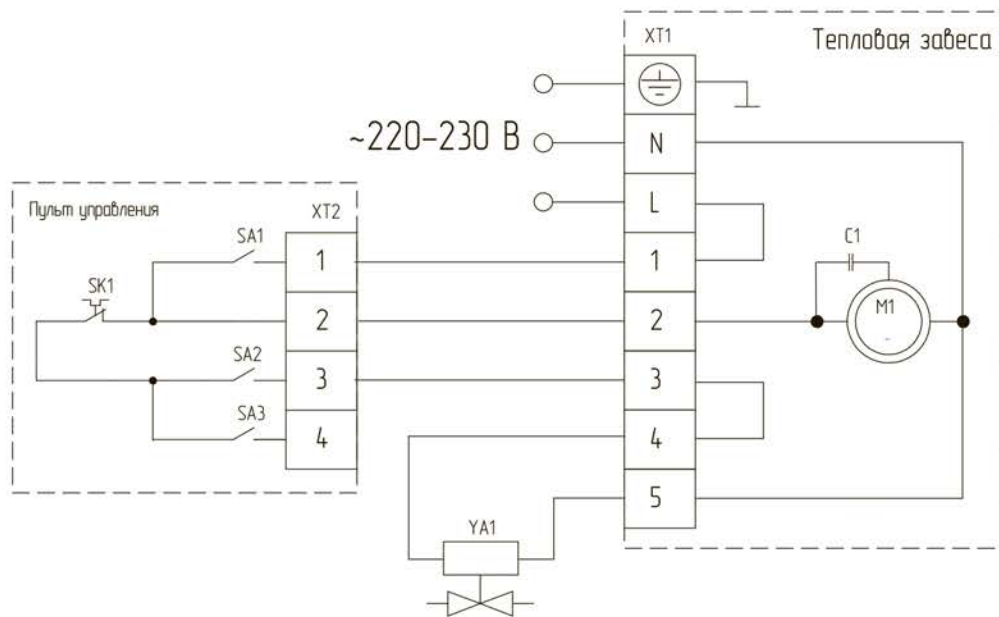 XT1
Тепловая завеса
~220-230 В
N
L
Пульт управления
XT2
SA1
1
1
C1
SK1
M1
2
2
SA2
3
3
SA3
4
4
5
YA1